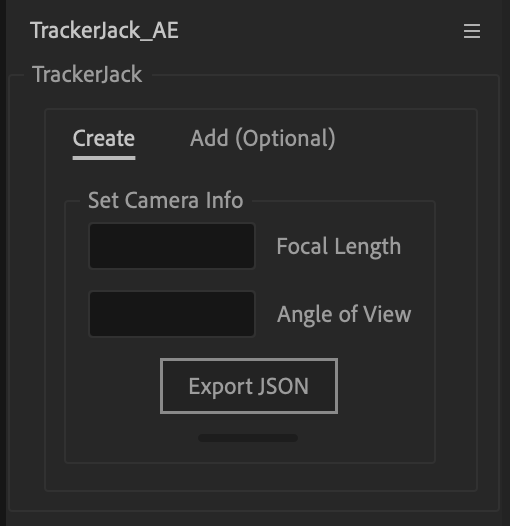 TrackerJack_AE
TrackerJack
Create
Add (Optional)
Set Camera Info
Focal Length
Angle of View
Export JSON